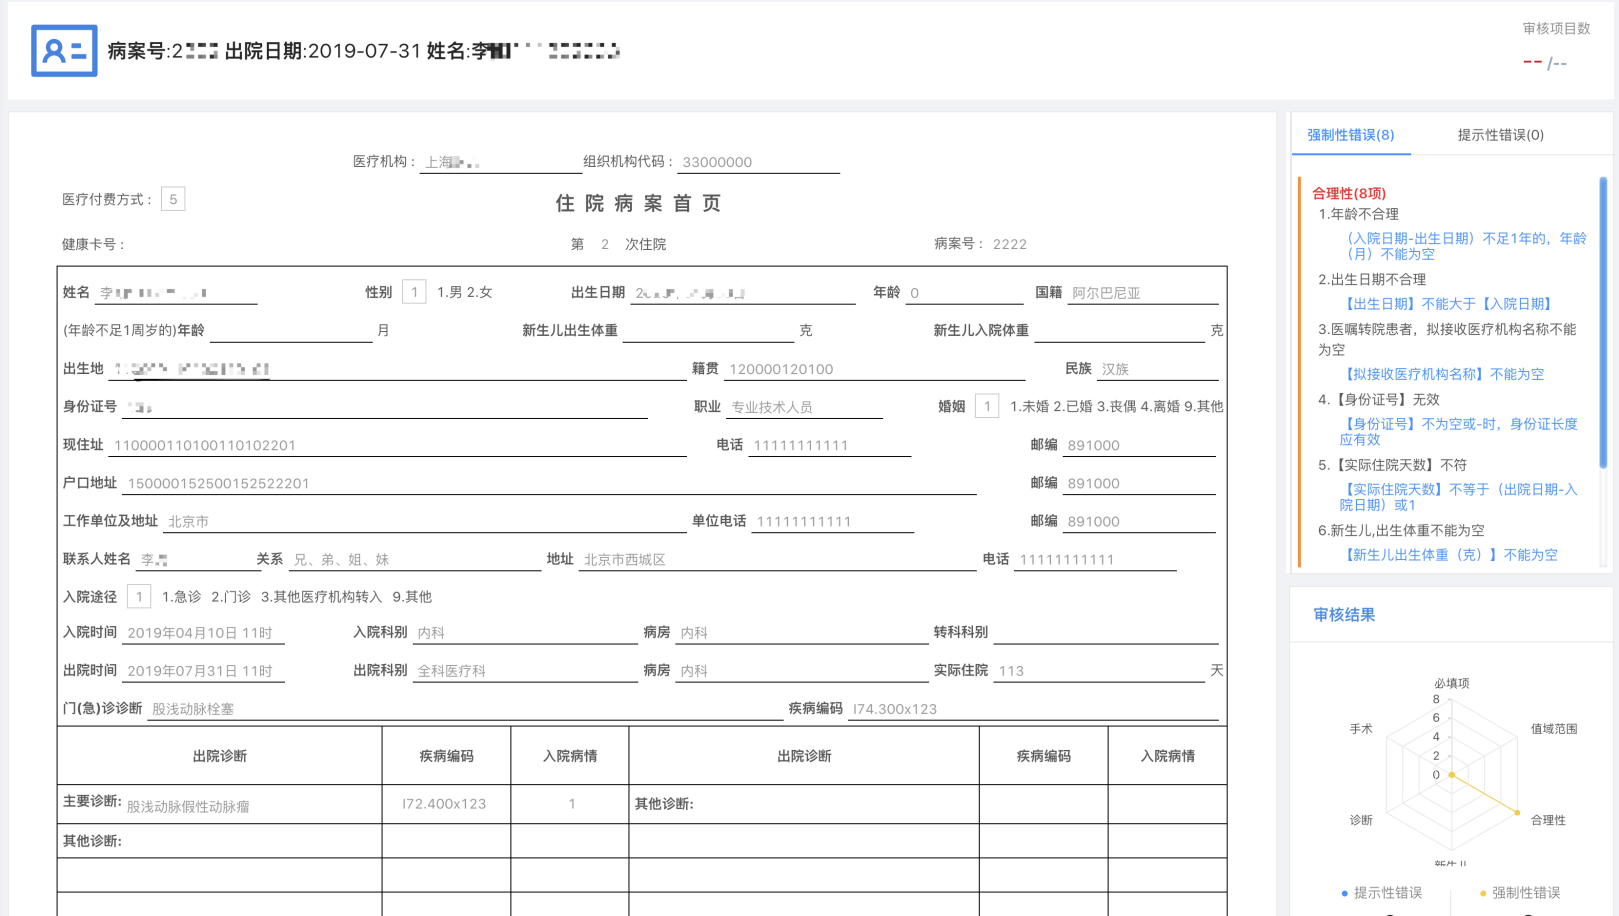 病案号:2 出院日期:2019-07-31 姓名:李
审核项目数
-- /--
医疗机构： 上海 组织机构代码： 33000000
医疗付费方式： 5
住院病案首页
健康卡号： 第 2 次住院 病案号： 2222
姓名 李 性别 1 1.男 2.女 出生日期 2 年龄 0 国籍 阿尔巴尼亚
(年龄不足1周岁的)年龄 月 新生儿出生体重 克 新生儿入院体重 克
出生地 籍贯 120000120100 民族 汉族
身份证号 职业 专业技术人员 婚姻 1 1.未婚 2.已婚 3.丧偶 4.离婚 9.其他
现住址 110000110100110102201 电话 11111111111 邮编 891000
户口地址 150000152500152522201 邮编 891000
工作单位及地址 北京市 单位电话 11111111111 邮编 891000
联系人姓名 李 关系 兄、弟、姐、妹 地址 北京市西城区 电话 11111111111
入院途径 1 1.急诊 2.门诊 3.其他医疗机构转入 9.其他
入院时间 2019年04月10日 11时 入院科别 内科 病房 内科 转科科别
出院时间 2019年07月31日 11时 出院科别 全科医疗科 病房 内科 实际住院 113 天
门(急)诊诊断 股浅动脉栓塞 疾病编码 I74.300x123
出院诊断 疾病编码 入院病情 出院诊断 疾病编码 入院病情
主要诊断: 股浅动脉假性动脉瘤 I72.400x123 1 其他诊断:
其他诊断:
强制性错误(8) 提示性错误(0)
合理性(8项)
1.年龄不合理
（入院日期-出生日期）不足1年的，年龄
（月）不能为空
2.出生日期不合理
【出生日期】不能大于【入院日期】
3.医嘱转院患者，拟接收医疗机构名称不能
为空
【拟接收医疗机构名称】不能为空
4.【身份证号】无效
【身份证号】不为空或-时，身份证长度
应有效
5.【实际住院天数】不符
【实际住院天数】不等于（出院日期-入
院日期）或1
6.新生儿,出生体重不能为空
【新生儿出生体重（克）】不能为空
审核结果
必填项
8
6
4
2
0
手术 值域范围
诊断 合理性
新生儿
提示性错误 强制性错误